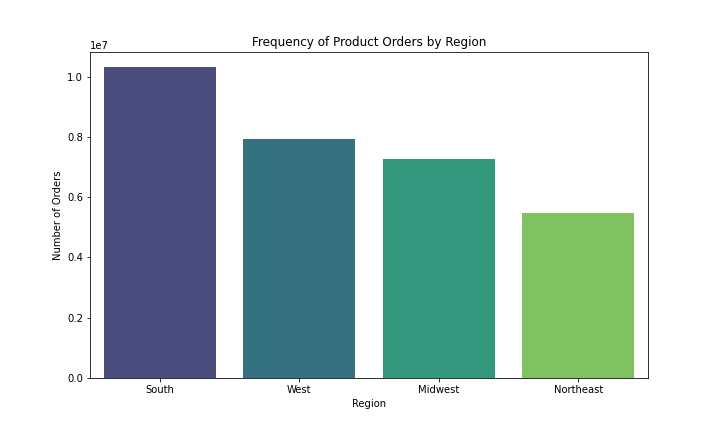 Frequency of Product Orders by Region
1e7
1.0
0.8
0.6
0.4
0.2
0.0
Number of Orders
South West Midwest Northeast
Region